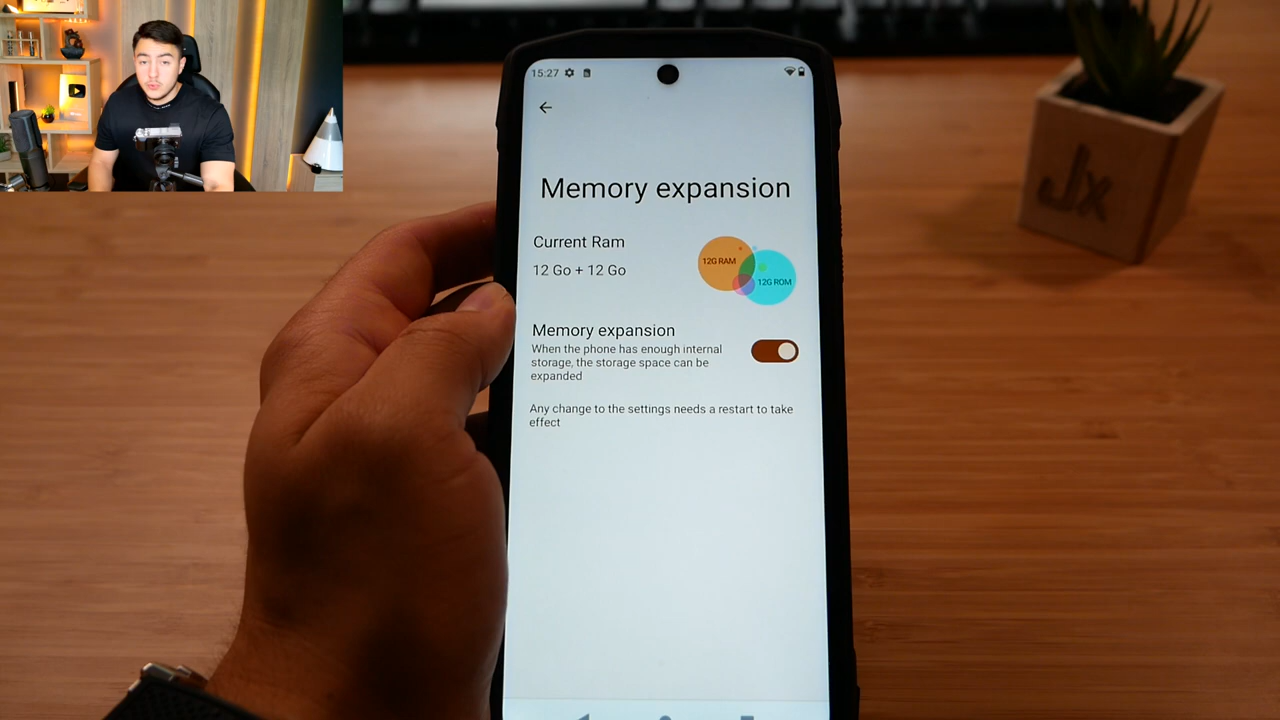 15:27
Memory expansion
Current Ram
12 Go + 12 Go
12G RAM
12G ROM
Memory expansion
When the phone has enough internal
storage, the storage space can be
expanded
Any change to the settings needs a restart to take
effect
Jx